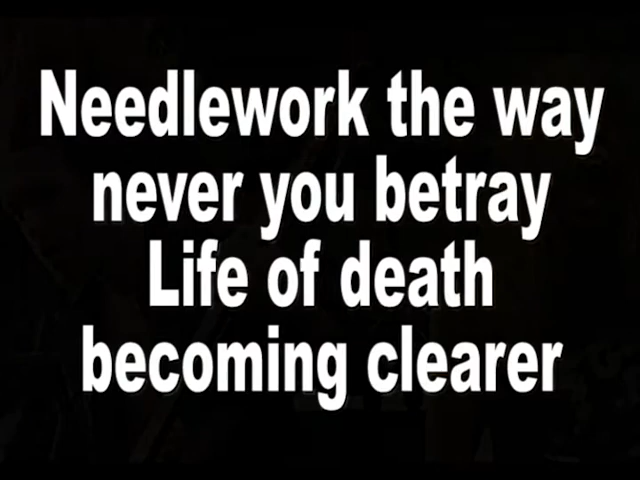 Needlework the way
never you betray
Life of death
becoming clearer